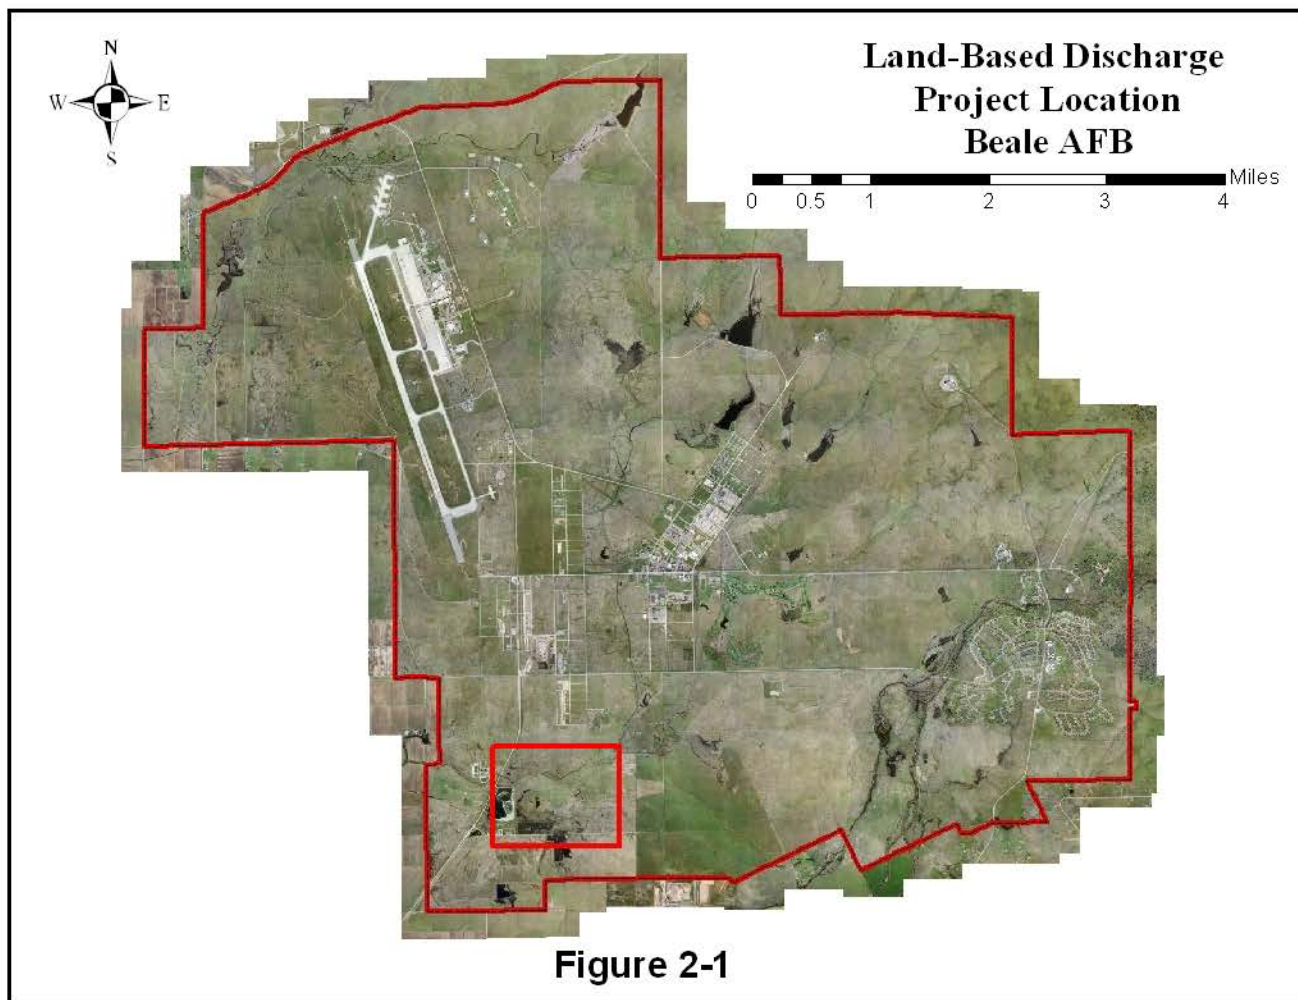 N
W E
S
Land-Based Discharge
Project Location
Beale AFB
Miles
0 0.5 1 2 3 4
Figure 2-1